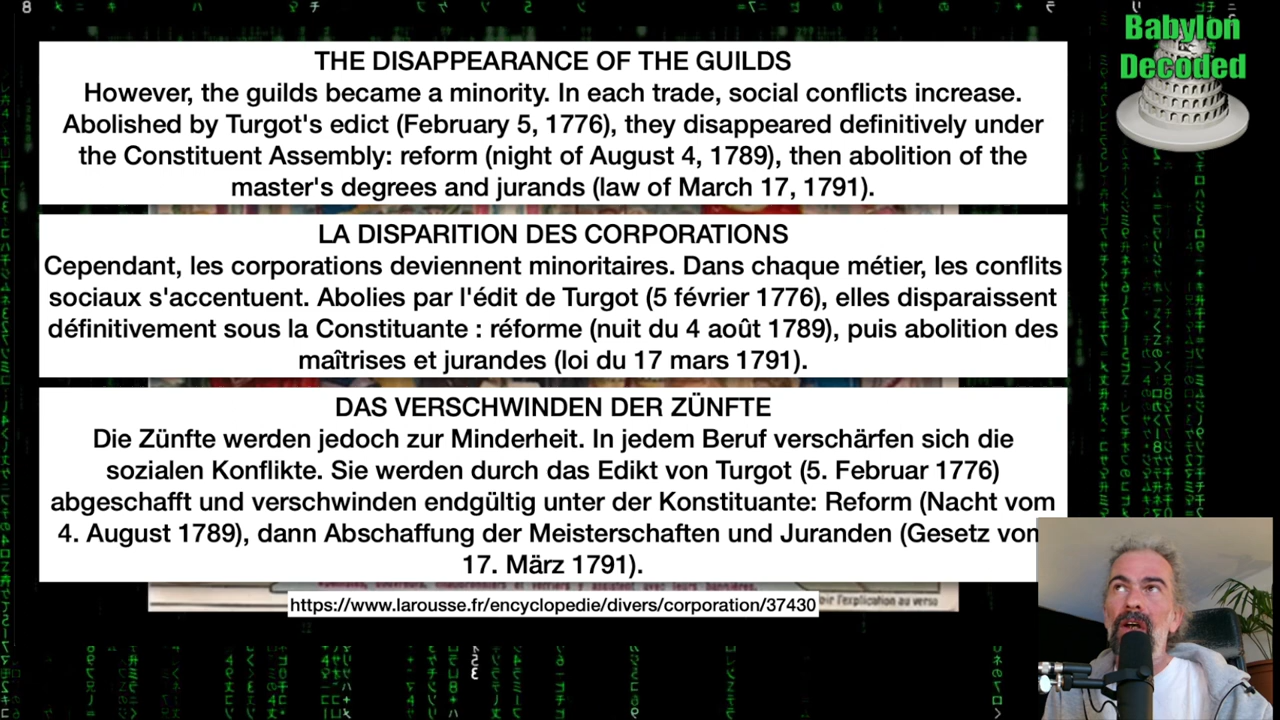 Babylon
Decoded
THE DISAPPEARANCE OF THE GUILDS
However, the guilds became a minority. In each trade, social conflicts increase.
Abolished by Turgot's edict (February 5, 1776), they disappeared definitively under
the Constituent Assembly: reform (night of August 4, 1789), then abolition of the
master's degrees and jurands (law of March 17, 1791).
LA DISPARITION DES CORPORATIONS
Cependant, les corporations deviennent minoritaires. Dans chaque métier, les conflits
sociaux s'accentuent. Abolies par l'édit de Turgot (5 février 1776), elles disparaissent
définitivement sous la Constituante : réforme (nuit du 4 août 1789), puis abolition des
maîtrises et jurandes (loi du 17 mars 1791).
DAS VERSCHWINDEN DER ZÜNFTE
Die Zünfte werden jedoch zur Minderheit. In jedem Beruf verschärfen sich die
sozialen Konflikte. Sie werden durch das Edikt von Turgot (5. Februar 1776)
abgeschafft und verschwinden endgültig unter der Konstituante: Reform (Nacht vom
4. August 1789), dann Abschaffung der Meisterschaften und Juranden (Gesetz vom
17. März 1791).
https://www.larousse.fr/encyclopedie/divers/corporation/37430
l'explication au verso